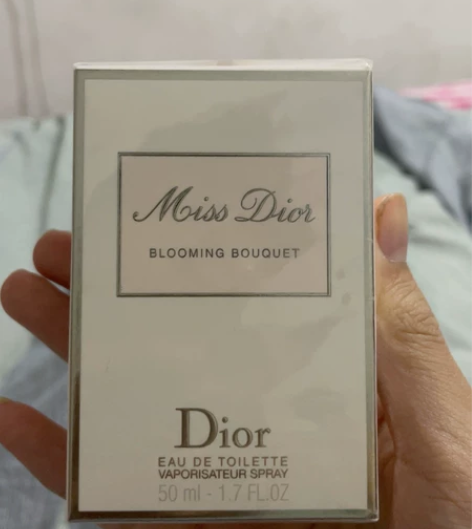 Miss Dior
BLOOMING BOUQUET
Dior
EAU DE TOILETTE
VAPORISATEUR SPRAY
50 ml - 1.7 FL.OZ